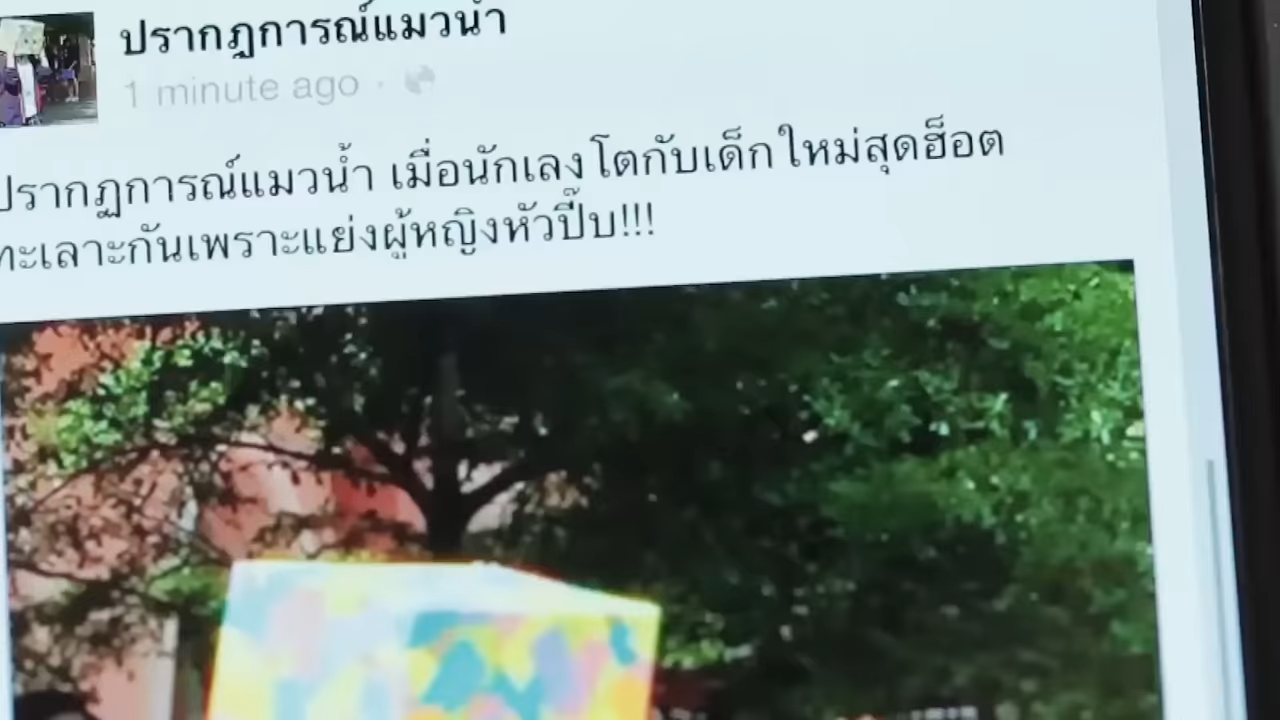 ปรากฏการณ์แมวน้ำ
1 minute ago
ปรากฏการณ์แมวน้ำ เมื่อนักเลงโตกับเด็กใหม่สุดฮ็อต
ทะเลาะกันเพราะแย่งผู้หญิงหัวปี๊บ!!!